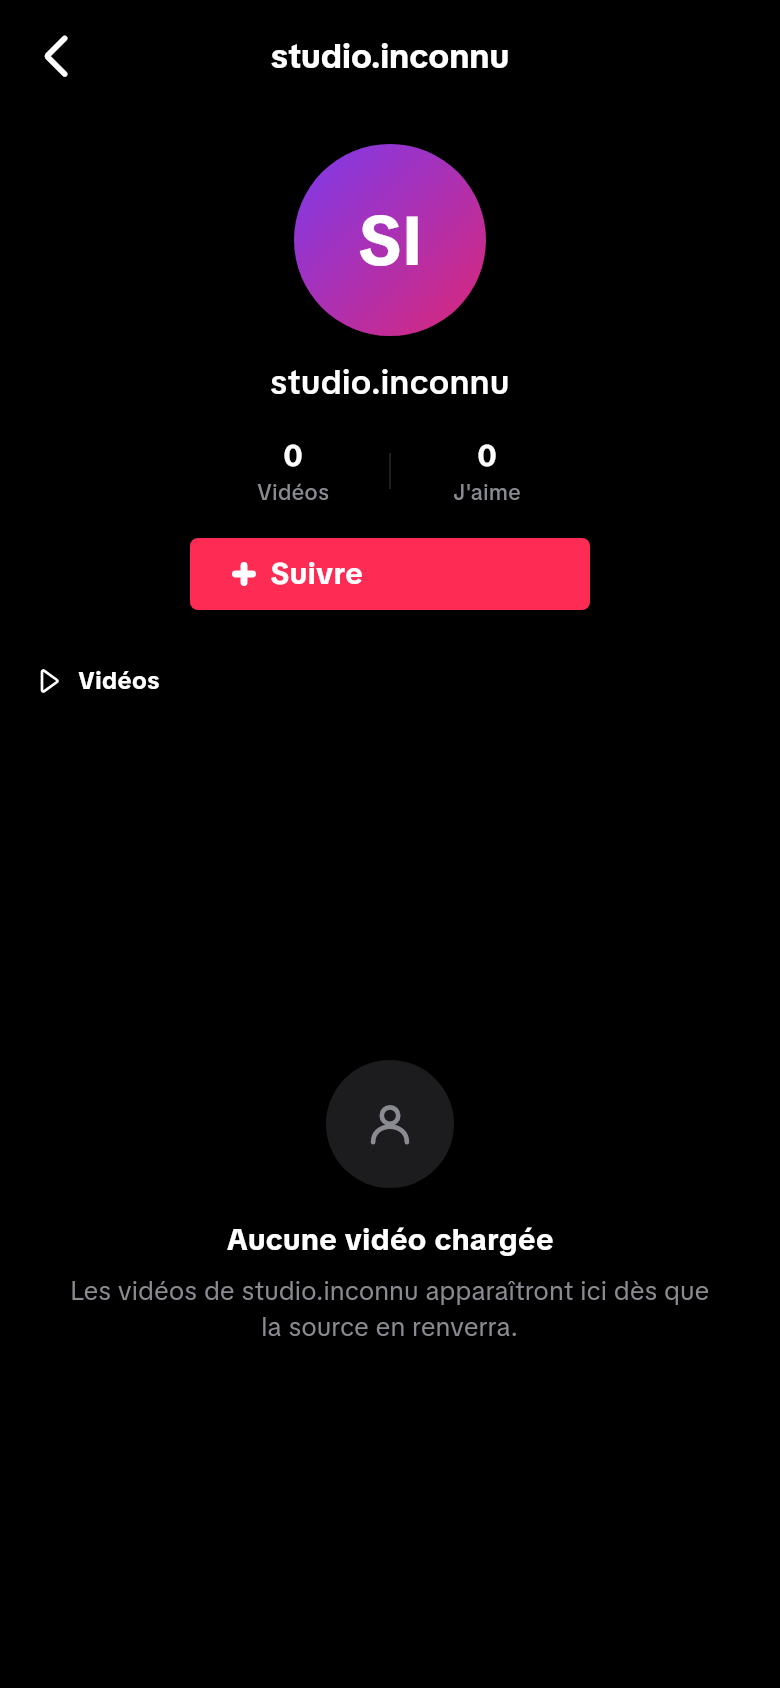 studio.inconnu
SI
studio.inconnu
0
Vidéos
0
J'aime
Suivre
Vidéos
Aucune vidéo chargée
Les vidéos de studio.inconnu apparaîtront ici dès que
la source en renverra.